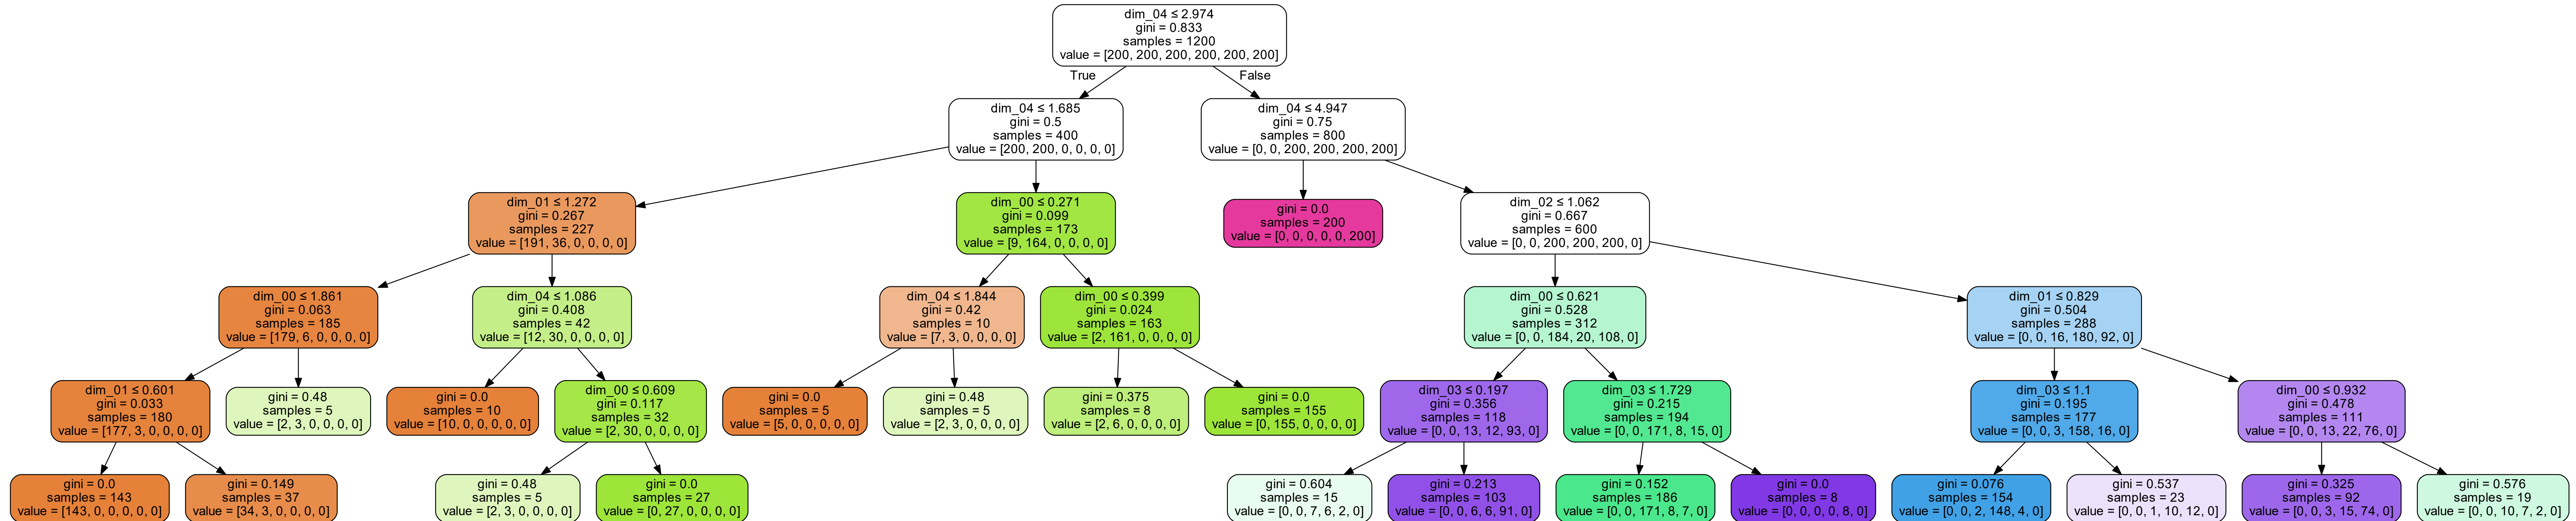 dim_04 ≤ 2.974
gini = 0.833
samples = 1200
value = [200, 200, 200, 200, 200, 200]
True
False
dim_04 ≤ 1.685
gini = 0.5
samples = 400
value = [200, 200, 0, 0, 0, 0]
dim_04 ≤ 4.947
gini = 0.75
samples = 800
value = [0, 0, 200, 200, 200, 200]
dim_01 ≤ 1.272
gini = 0.267
samples = 227
value = [191, 36, 0, 0, 0, 0]
dim_00 ≤ 0.271
gini = 0.099
samples = 173
value = [9, 164, 0, 0, 0, 0]
gini = 0.0
samples = 200
value = [0, 0, 0, 0, 0, 200]
dim_02 ≤ 1.062
gini = 0.667
samples = 600
value = [0, 0, 200, 200, 200, 0]
dim_00 ≤ 1.861
gini = 0.063
samples = 185
value = [179, 6, 0, 0, 0, 0]
dim_04 ≤ 1.086
gini = 0.408
samples = 42
value = [12, 30, 0, 0, 0, 0]
dim_04 ≤ 1.844
gini = 0.42
samples = 10
value = [7, 3, 0, 0, 0, 0]
dim_00 ≤ 0.399
gini = 0.024
samples = 163
value = [2, 161, 0, 0, 0, 0]
dim_00 ≤ 0.621
gini = 0.528
samples = 312
value = [0, 0, 184, 20, 108, 0]
dim_01 ≤ 0.829
gini = 0.504
samples = 288
value = [0, 0, 16, 180, 92, 0]
dim_01 ≤ 0.601
gini = 0.033
samples = 180
value = [177, 3, 0, 0, 0, 0]
gini = 0.48
samples = 5
value = [2, 3, 0, 0, 0, 0]
gini = 0.0
samples = 10
value = [10, 0, 0, 0, 0, 0]
dim_00 ≤ 0.609
gini = 0.117
samples = 32
value = [2, 30, 0, 0, 0, 0]
gini = 0.0
samples = 5
value = [5, 0, 0, 0, 0, 0]
gini = 0.48
samples = 5
value = [2, 3, 0, 0, 0, 0]
gini = 0.375
samples = 8
value = [2, 6, 0, 0, 0, 0]
gini = 0.0
samples = 155
value = [0, 155, 0, 0, 0, 0]
dim_03 ≤ 0.197
gini = 0.356
samples = 118
value = [0, 0, 13, 12, 93, 0]
dim_03 ≤ 1.729
gini = 0.215
samples = 194
value = [0, 0, 171, 8, 15, 0]
dim_03 ≤ 1.1
gini = 0.195
samples = 177
value = [0, 0, 3, 158, 16, 0]
dim_00 ≤ 0.932
gini = 0.478
samples = 111
value = [0, 0, 13, 22, 76, 0]
gini = 0.0
samples = 143
value = [143, 0, 0, 0, 0, 0]
gini = 0.149
samples = 37
value = [34, 3, 0, 0, 0, 0]
gini = 0.48
samples = 5
value = [2, 3, 0, 0, 0, 0]
gini = 0.0
samples = 27
value = [0, 27, 0, 0, 0, 0]
gini = 0.604
samples = 15
value = [0, 0, 7, 6, 2, 0]
gini = 0.213
samples = 103
value = [0, 0, 6, 6, 91, 0]
gini = 0.152
samples = 186
value = [0, 0, 171, 8, 7, 0]
gini = 0.0
samples = 8
value = [0, 0, 0, 0, 8, 0]
gini = 0.076
samples = 154
value = [0, 0, 2, 148, 4, 0]
gini = 0.537
samples = 23
value = [0, 0, 1, 10, 12, 0]
gini = 0.325
samples = 92
value = [0, 0, 3, 15, 74, 0]
gini = 0.576
samples = 19
value = [0, 0, 10, 7, 2, 0]